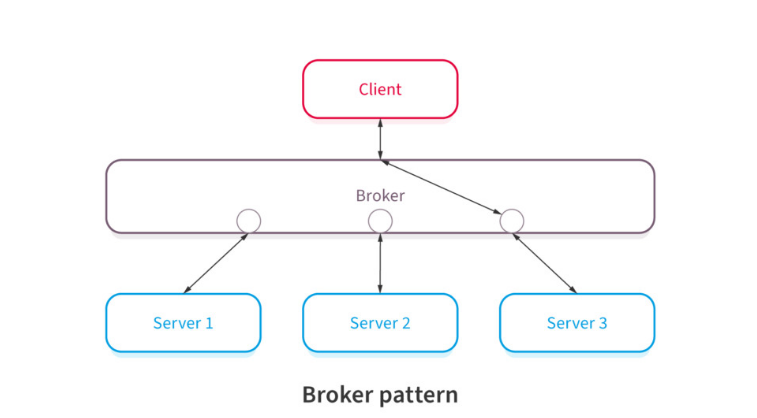 Client
Broker
Server 1
Server 2
Server 3
Broker pattern